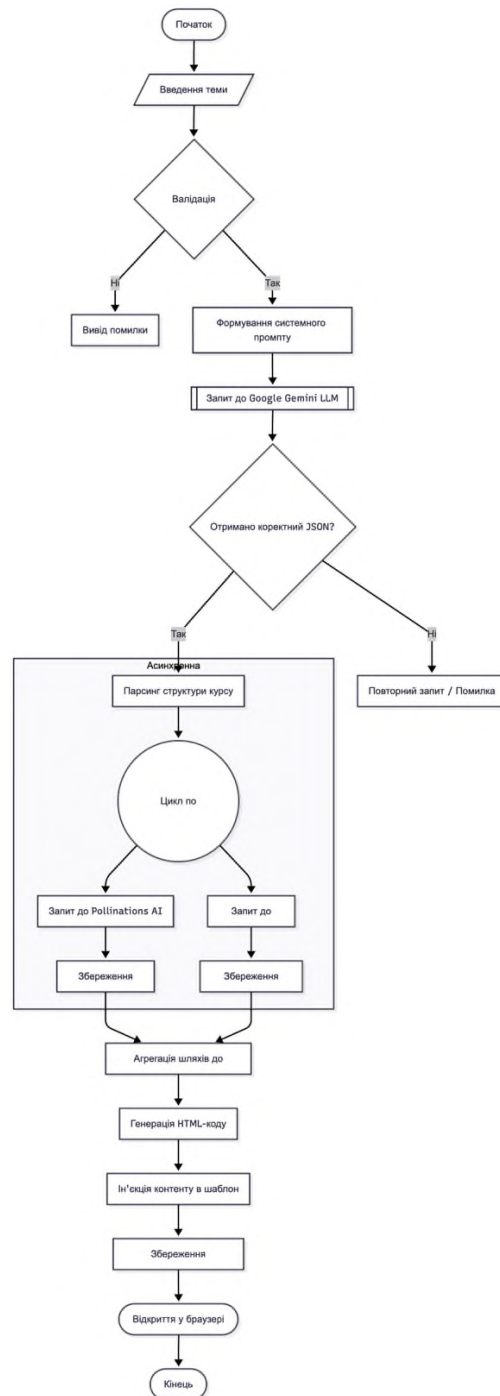 Початок
Введення теми
Валідація
Ні
Так
Вивід помилки
Формування системного
промпту
Запит до Google Gemini LLM
Отримано коректний JSON?
Так
Ні
Асинхронна
Парсинг структури курсу
Повторний запит / Помилка
Цикл по
Запит до Pollinations AI
Запит до
Збереження
Збереження
Агрегація шляхів до
Генерація HTML-коду
Ін'єкція контенту в шаблон
Збереження
Відкриття у браузері
Кінець